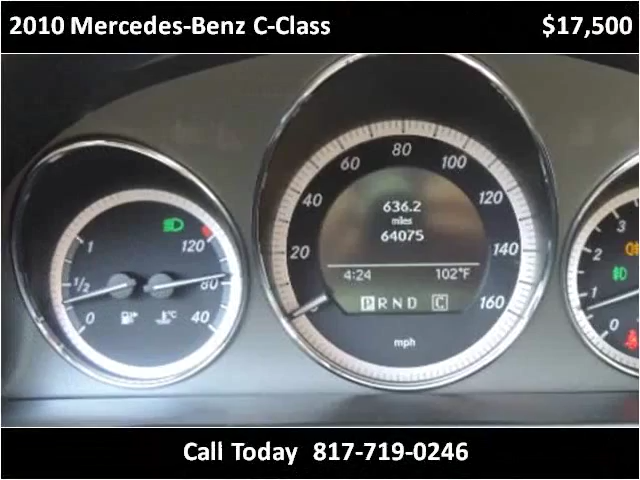 2010 Mercedes-Benz C-Class $17,500
60 80 100
40 120
20 140
160
636.2
miles
64075
4:24 102°F
P R N D C
mph
1 120
1/2 80
0 40
°C
3
2
1
0
Call Today 817-719-0246